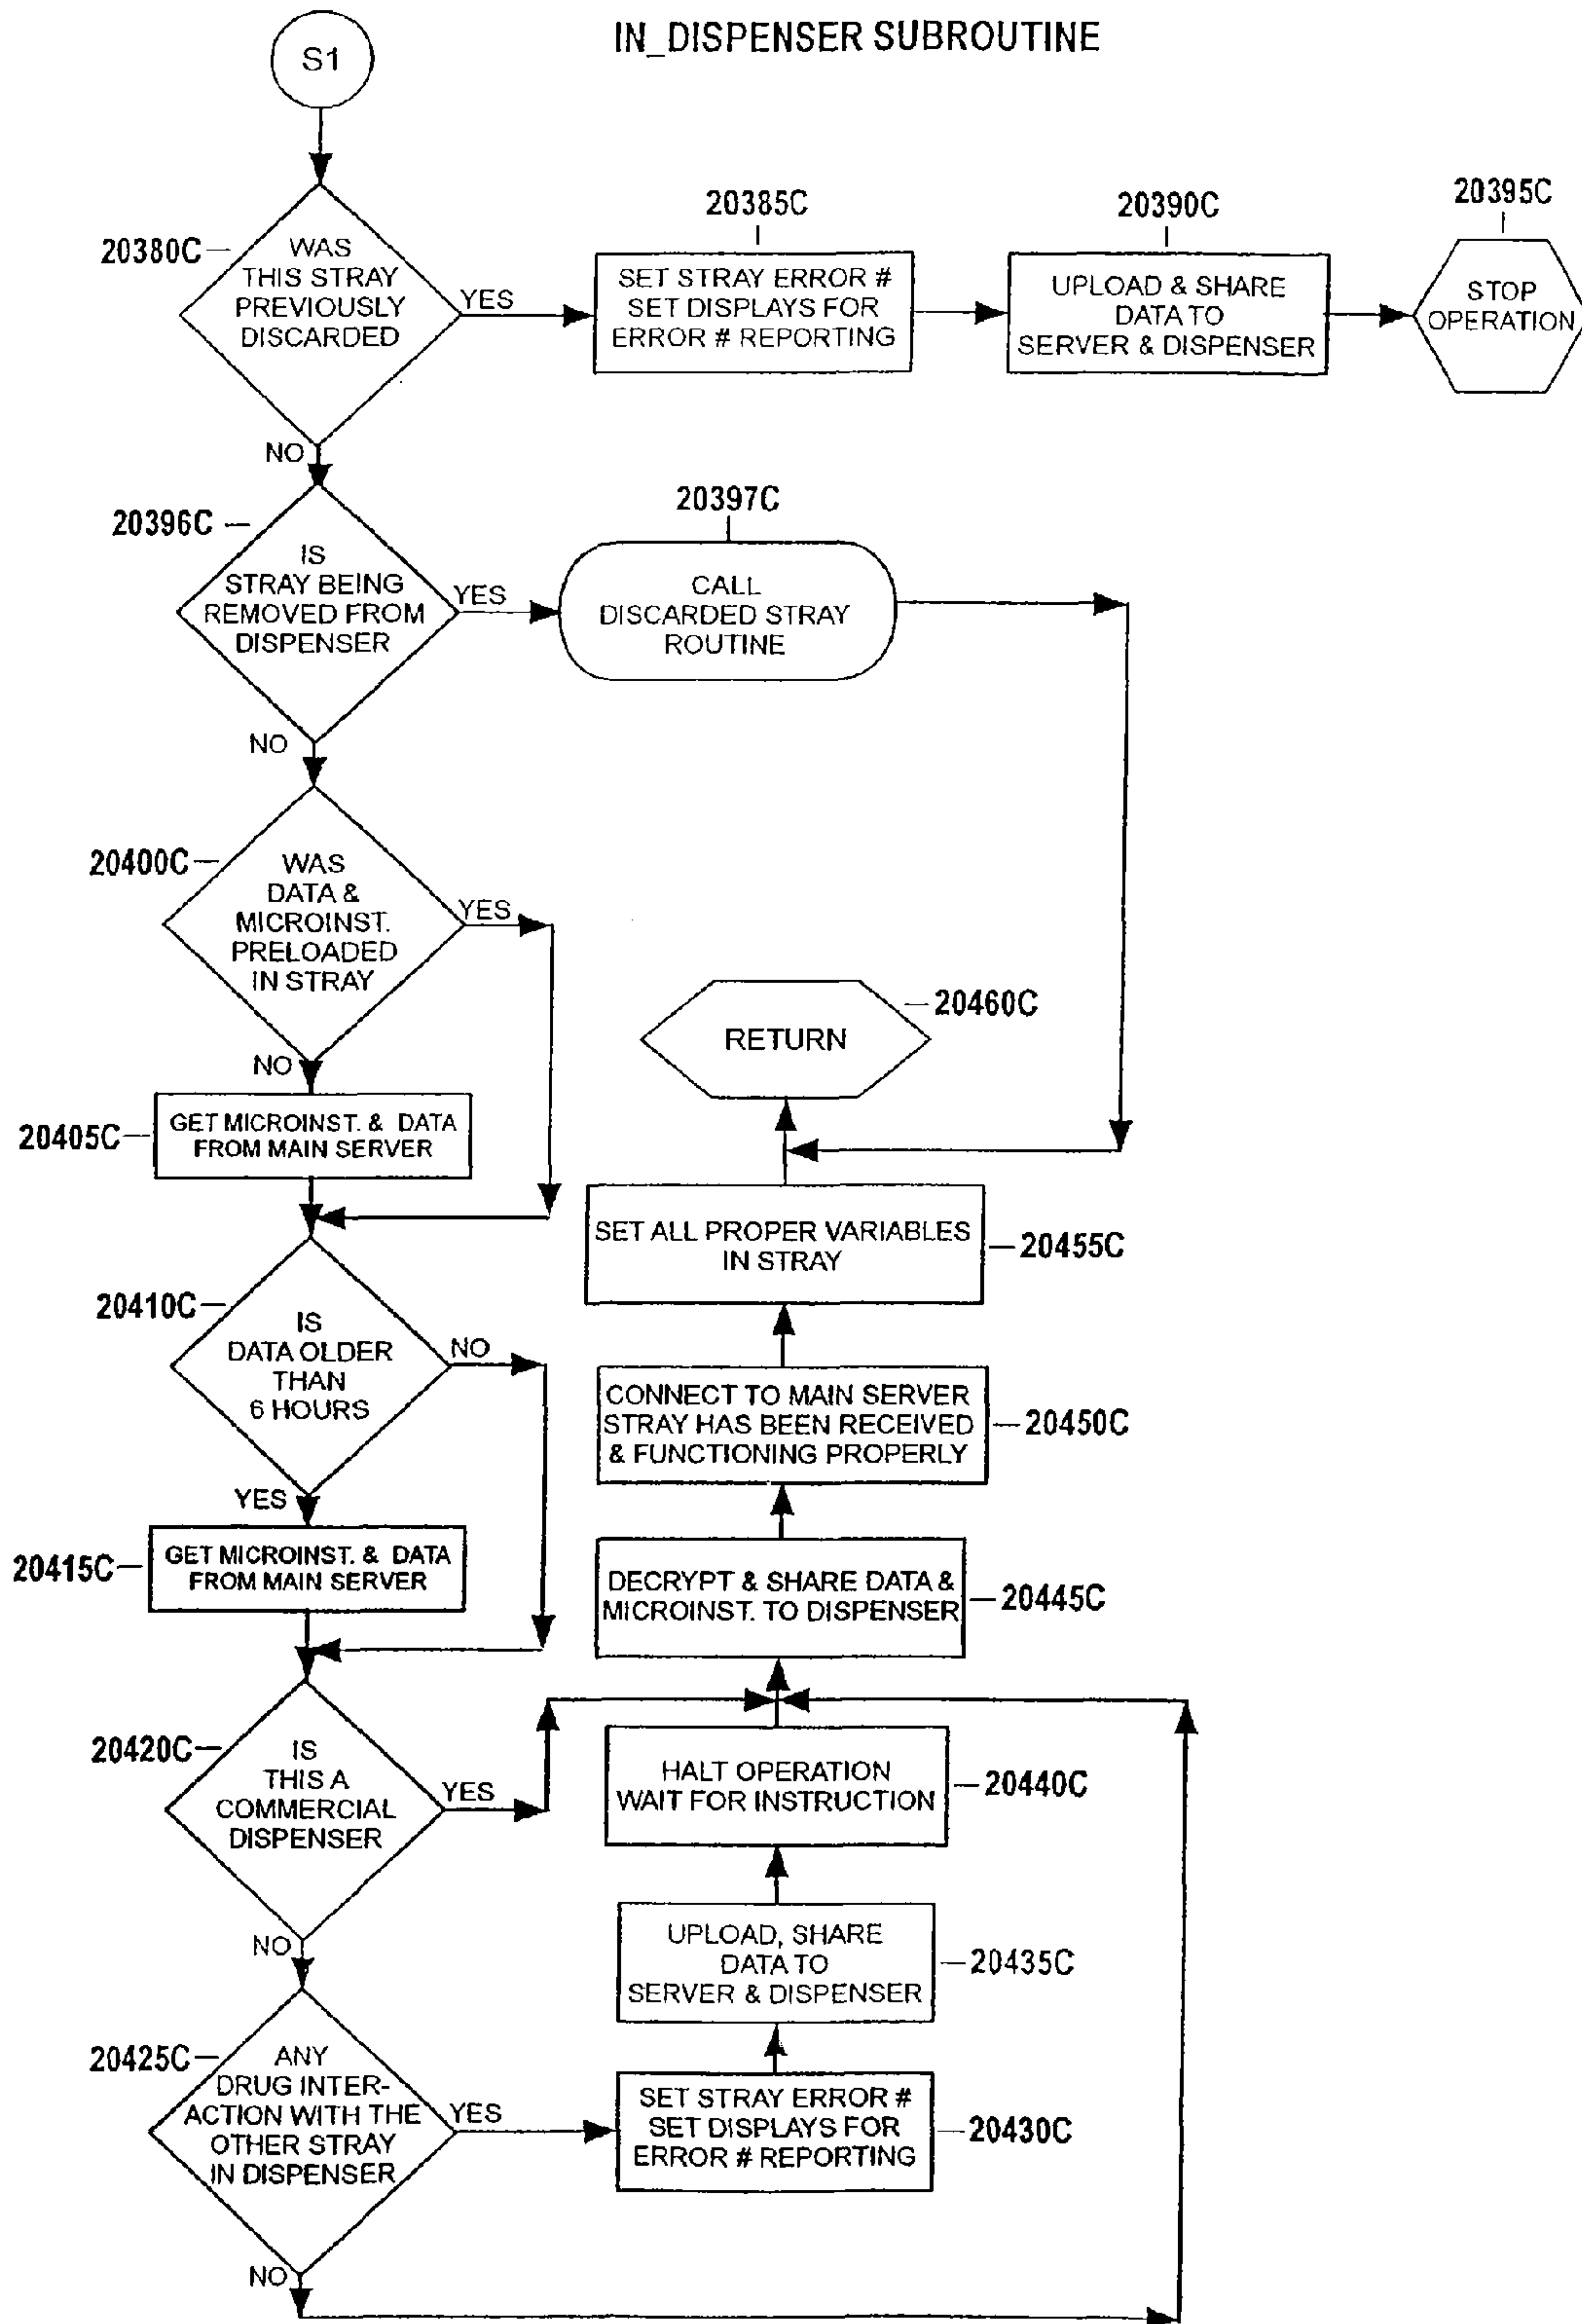 IN_DISPENSER SUBROUTINE
S1
20380C
WAS
THIS STRAY
PREVIOUSLY
DISCARDED
YES
NO
20385C
SET STRAY ERROR #
SET DISPLAYS FOR
ERROR # REPORTING
20390C
UPLOAD & SHARE
DATA TO
SERVER & DISPENSER
20395C
STOP
OPERATION
20396C
IS
STRAY BEING
REMOVED FROM
DISPENSER
YES
NO
20397C
CALL
DISCARDED STRAY
ROUTINE
20400C
WAS
DATA &
MICROINST.
PRELOADED
IN STRAY
YES
NO
20405C
GET MICROINST. & DATA
FROM MAIN SERVER
20410C
IS
DATA OLDER
THAN
6 HOURS
NO
YES
20415C
GET MICROINST. & DATA
FROM MAIN SERVER
20420C
IS
THIS A
COMMERCIAL
DISPENSER
YES
NO
20425C
ANY
DRUG INTER-
ACTION WITH THE
OTHER STRAY
IN DISPENSER
YES
NO
20460C
RETURN
SET ALL PROPER VARIABLES
IN STRAY
20455C
CONNECT TO MAIN SERVER
STRAY HAS BEEN RECEIVED
& FUNCTIONING PROPERLY
20450C
DECRYPT & SHARE DATA &
MICROINST. TO DISPENSER
20445C
HALT OPERATION
WAIT FOR INSTRUCTION
20440C
UPLOAD, SHARE
DATA TO
SERVER & DISPENSER
20435C
SET STRAY ERROR #
SET DISPLAYS FOR
ERROR # REPORTING
20430C